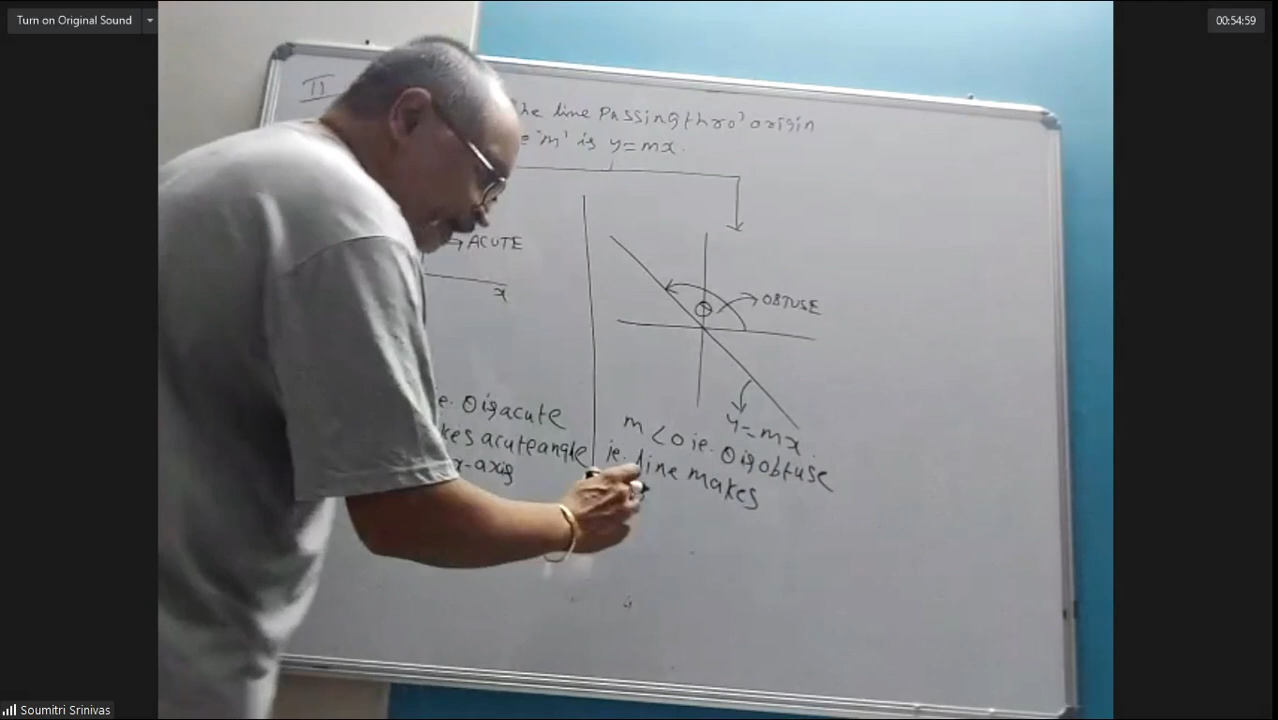 Turn on Original Sound
00:54:59
II
he line Passing thro' origin
e 'm' is y=mx.
ACUTE
x
OBTUSE
y=mx.
e. θ is acute
kes acute angle
x-axis
m<0 ie. θ is obtuse
ie. line makes
Soumitri Srinivas